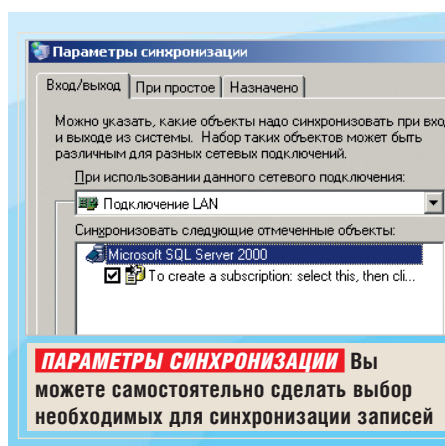 Параметры синхронизации
Вход/выход При простое Назначено
Можно указать, какие объекты надо синхронизовать при
и выходе из системы. Набор таких объектов может быть
различным для разных сетевых подключений.
При использовании данного сетевого подключения:
Подключение LAN
Синхронизовать следующие отмеченные объекты:
Microsoft SQL Server 2000
To create a subscription: select this, then cli...
ПАРАМЕТРЫ СИНХРОНИЗАЦИИ Вы
можете самостоятельно сделать выбор
необходимых для синхронизации записей